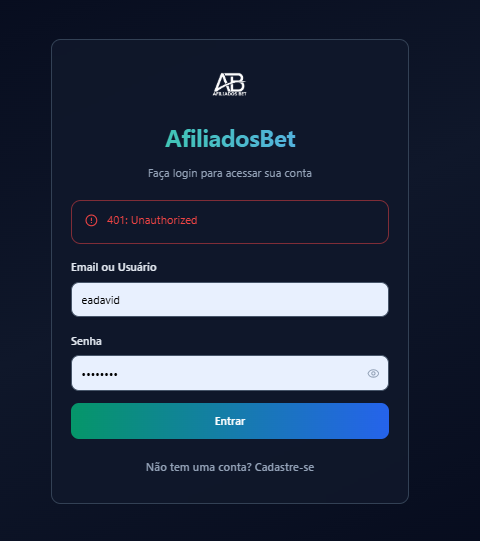 AB
AFILIADOS BET
AfiliadosBet
Faça login para acessar sua conta
401: Unauthorized
Email ou Usuário
eadavid
Senha
••••••••
Entrar
Não tem uma conta? Cadastre-se